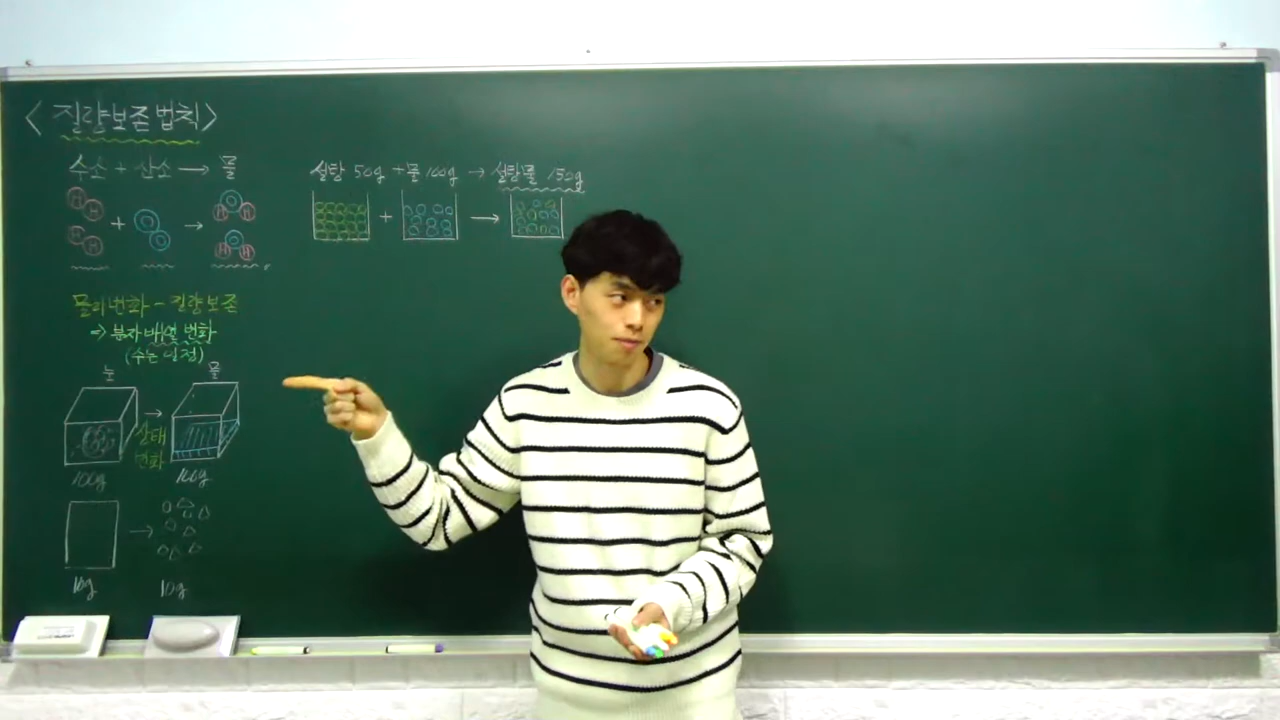 <질량보존법칙>
수소 + 산소 → 물
H H + O O → H O H
H H H O H
물리변화 - 질량보존
⇒ 분자 배열 변화
(수는 일정)
눈 → 물
상태
변화
100g 100g
→
10g 10g
설탕 50g + 물 100g → 설탕물 150g
+ →